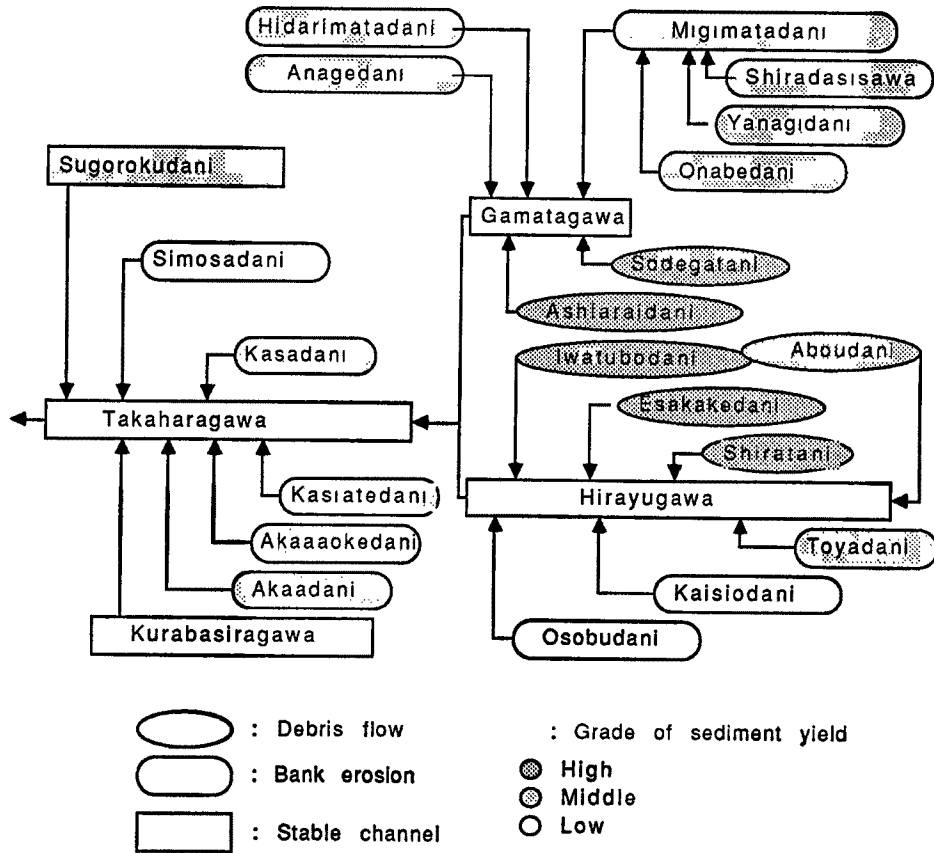 Hidarimatadani
Migimatadani
Anagedani
Shiradasisawa
Yanagidani
Sugorokudani
Onabedani
Gamatagawa
Simosadani
Sodegatani
Ashiaraidani
Kasadani
Iwatubodani
Aboudani
Esakakedani
Takaharagawa
Shiratani
Kasiatedani
Hirayugawa
Akaaaokedani
Toyadani
Akaadani
Kaisiodani
Kurabasiragawa
Osobudani
: Debris flow
: Grade of sediment yield
: Bank erosion
High
Middle
: Stable channel
Low